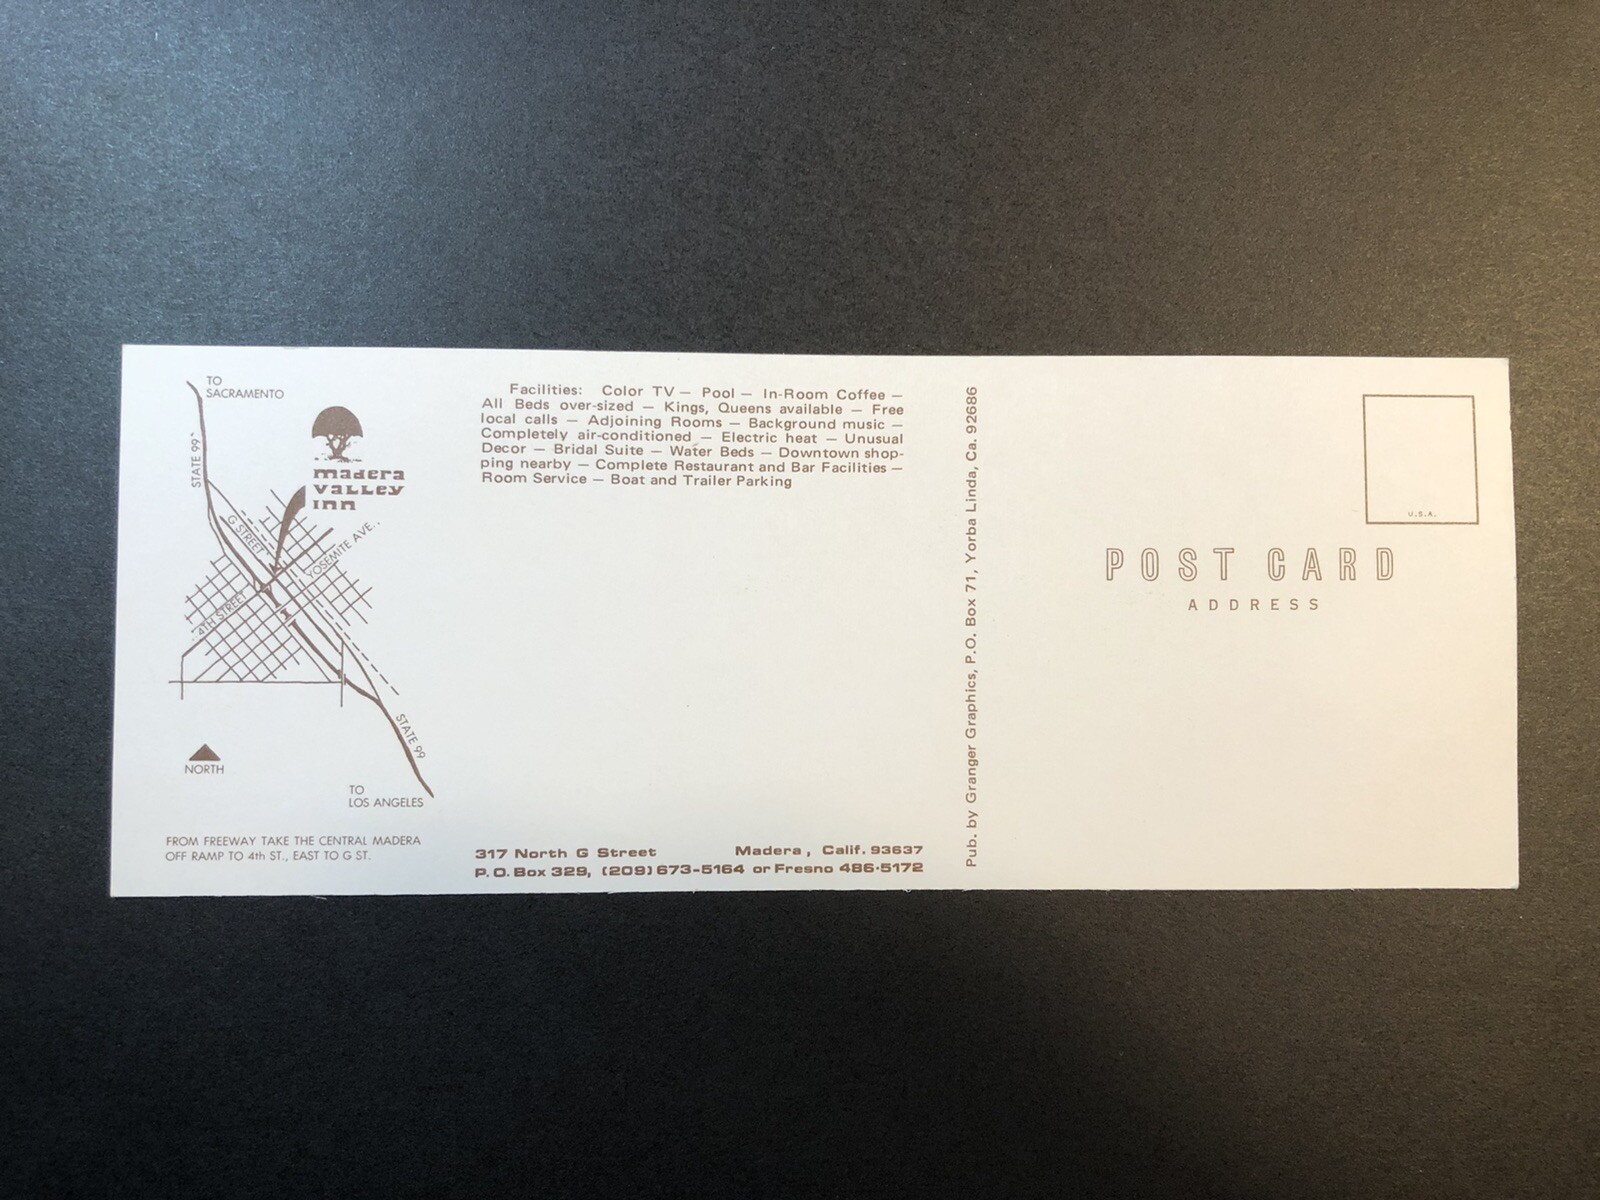 TO
SACRAMENTO
STATE 99
madera
valley
inn
G STREET
YOSEMITE AVE.
4TH STREET
STATE 99
NORTH
TO
LOS ANGELES
FROM FREEWAY TAKE THE CENTRAL MADERA
OFF RAMP TO 4th ST., EAST TO G ST.
Facilities: Color TV — Pool — In-Room Coffee —
All Beds over-sized — Kings, Queens available — Free
local calls — Adjoining Rooms — Background music —
Completely air-conditioned — Electric heat — Unusual
Decor — Bridal Suite — Water Beds — Downtown shop-
ping nearby — Complete Restaurant and Bar Facilities —
Room Service — Boat and Trailer Parking
317 North G Street Madera, Calif. 93637
P.O. Box 329, (209) 673-5164 or Fresno 486-5172
Pub. by Granger Graphics, P.O. Box 71, Yorba Linda, Ca. 92686
U.S.A.
POST CARD
ADDRESS